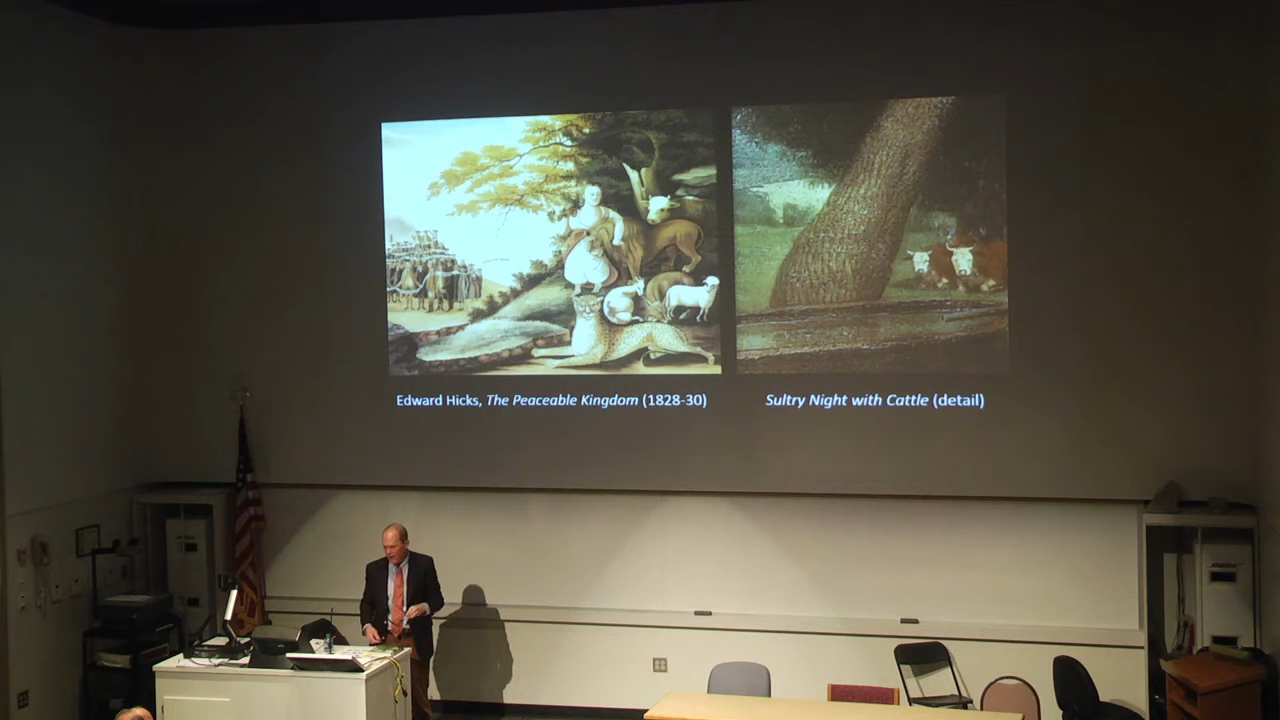 Edward Hicks, The Peaceable Kingdom (1828-30)
Sultry Night with Cattle (detail)